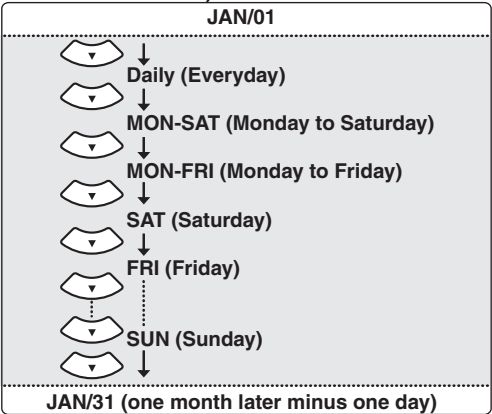 JAN/01
Daily (Everyday)
MON-SAT (Monday to Saturday)
MON-FRI (Monday to Friday)
SAT (Saturday)
FRI (Friday)
SUN (Sunday)
JAN/31 (one month later minus one day)